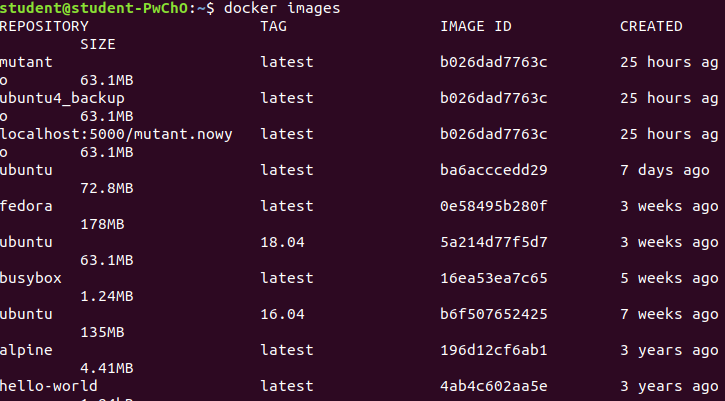 student@student-PwChO:~$ docker images
REPOSITORY TAG IMAGE ID CREATED
SIZE
mutant latest b026dad7763c 25 hours ag
o 63.1MB
ubuntu4_backup latest b026dad7763c 25 hours ag
o 63.1MB
localhost:5000/mutant.nowy latest b026dad7763c 25 hours ag
o 63.1MB
ubuntu latest ba6acccedd29 7 days ago
72.8MB
fedora latest 0e58495b280f 3 weeks ago
178MB
ubuntu 18.04 5a214d77f5d7 3 weeks ago
63.1MB
busybox latest 16ea53ea7c65 5 weeks ago
1.24MB
ubuntu 16.04 b6f507652425 7 weeks ago
135MB
alpine latest 196d12cf6ab1 3 years ago
4.41MB
hello-world latest 4ab4c602aa5e 3 years ago